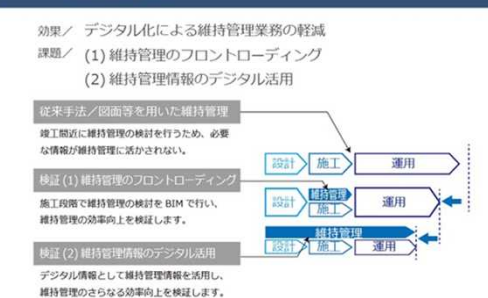 効果／ デジタル化による維持管理業務の軽減
課題／ (1) 維持管理のフロントローディング
(2) 維持管理情報のデジタル活用
従来手法／図面等を用いた維持管理
竣工間近に維持管理の検討を行うため、必要
な情報が維持管理に活かされない。
設計 施工 運用
検証 (1) 維持管理のフロントローディング
施工段階で維持管理の検討を BIM で行い、
維持管理の効率向上を検証します。
維持管理
設計 施工 運用
検証 (2) 維持管理情報のデジタル活用
デジタル情報として維持管理情報を活用し、
維持管理のさらなる効率向上を検証します。
維持管理
設計 施工 運用